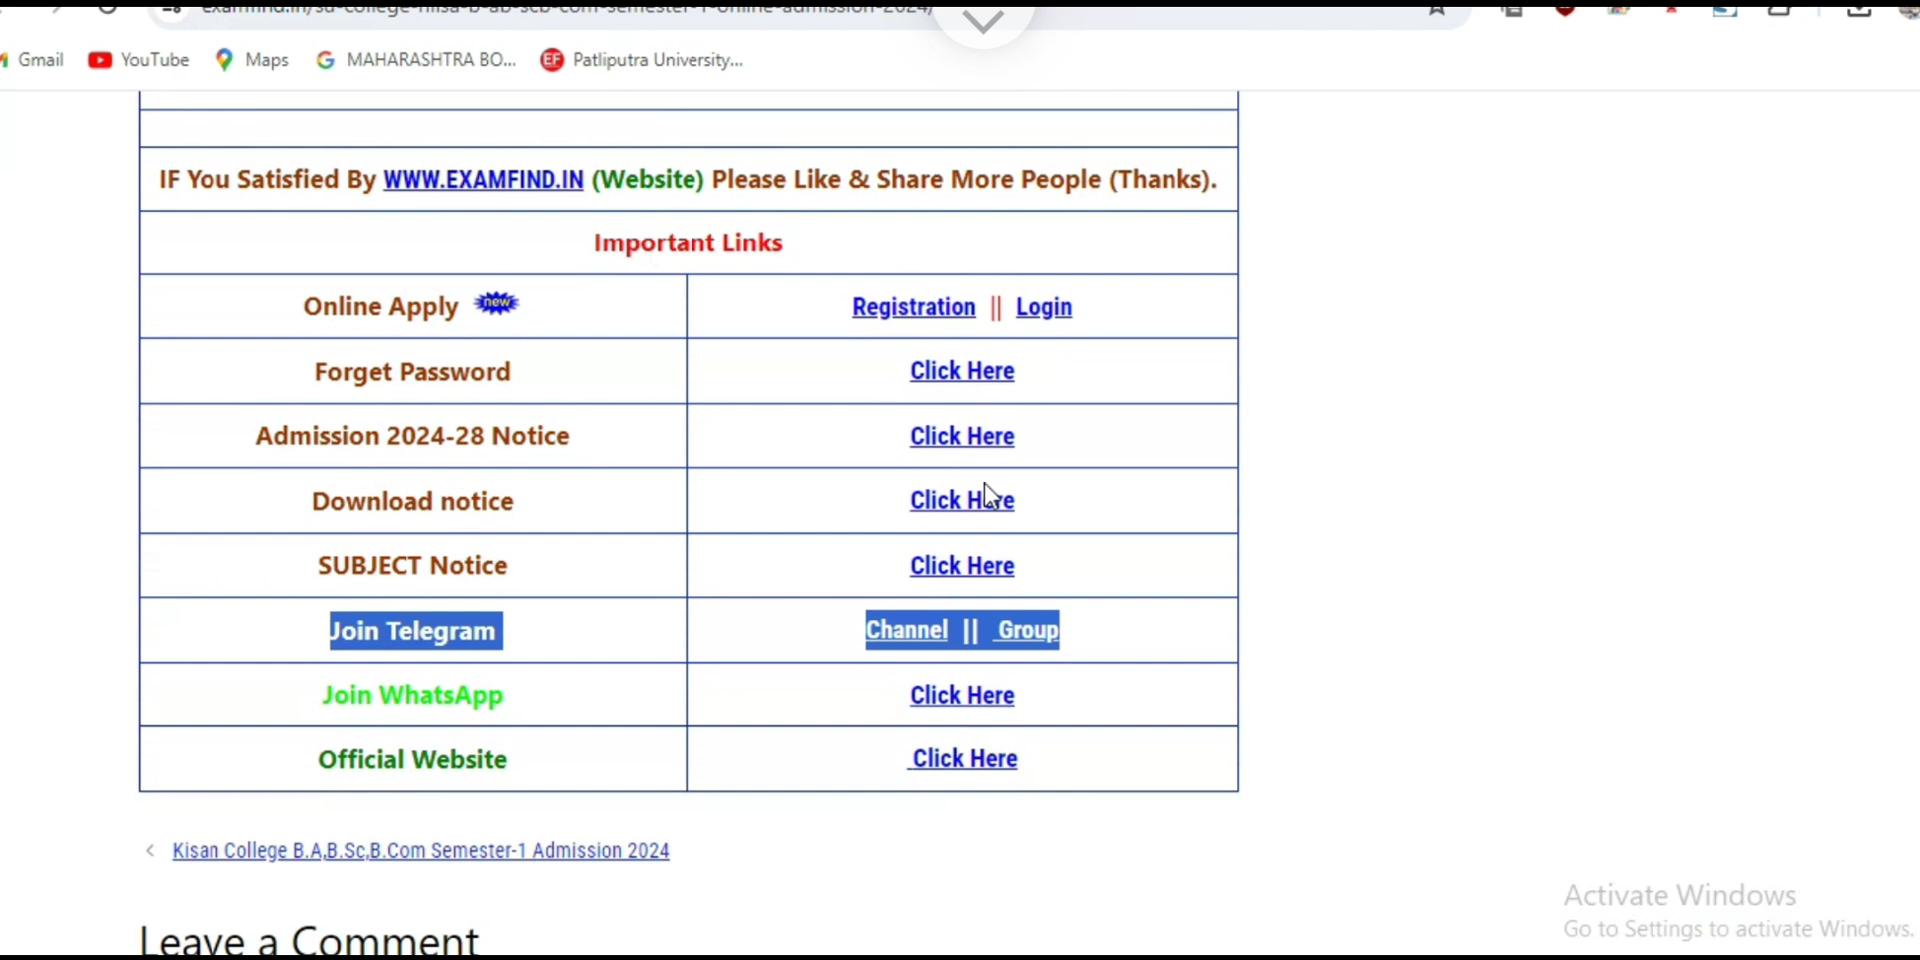 Gmail YouTube Maps MAHARASHTRA BO... EF Patliputra University...
IF You Satisfied By WWW.EXAMFIND.IN (Website) Please Like & Share More People (Thanks).
Important Links
Online Apply new Registration || Login
Forget Password Click Here
Admission 2024-28 Notice Click Here
Download notice Click Here
SUBJECT Notice Click Here
Join Telegram Channel || Group
Join WhatsApp Click Here
Official Website Click Here
< Kisan College B.A,B.Sc,B.Com Semester-1 Admission 2024
Leave a Comment
Activate Windows
Go to Settings to activate Windows.